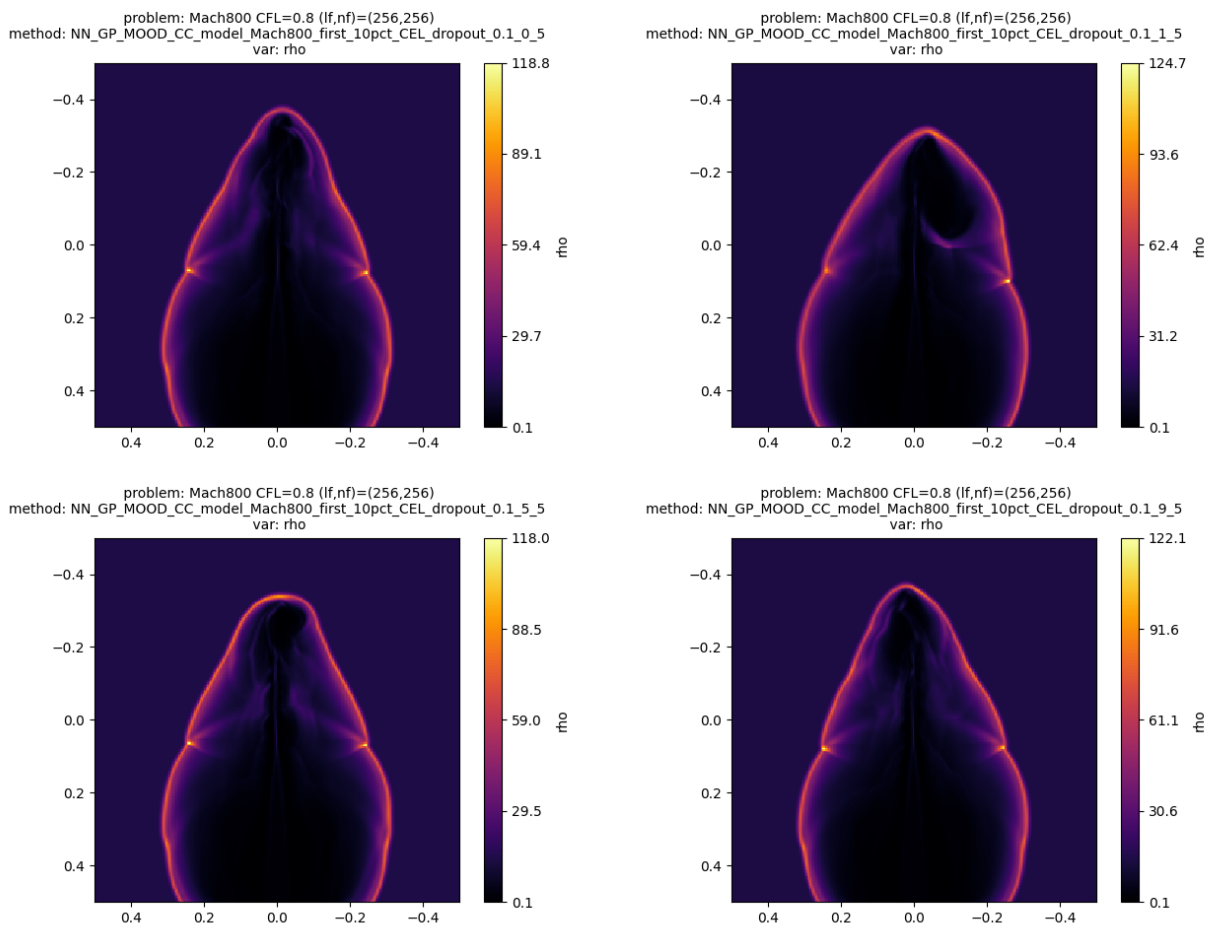 problem: Mach800 CFL=0.8 (lf,nf)=(256,256)
method: NN_GP_MOOD_CC_model_Mach800_first_10pct_CEL_dropout_0.1_0_5
var: rho
118.8
−0.4
89.1
−0.2
0.0
59.4
rho
0.2
29.7
0.4
0.1
0.4 0.2 0.0 −0.2 −0.4
problem: Mach800 CFL=0.8 (lf,nf)=(256,256)
method: NN_GP_MOOD_CC_model_Mach800_first_10pct_CEL_dropout_0.1_1_5
var: rho
124.7
−0.4
93.6
−0.2
0.0
62.4
rho
0.2
31.2
0.4
0.1
0.4 0.2 0.0 −0.2 −0.4
problem: Mach800 CFL=0.8 (lf,nf)=(256,256)
method: NN_GP_MOOD_CC_model_Mach800_first_10pct_CEL_dropout_0.1_5_5
var: rho
118.0
−0.4
88.5
−0.2
0.0
59.0
rho
0.2
29.5
0.4
0.1
0.4 0.2 0.0 −0.2 −0.4
problem: Mach800 CFL=0.8 (lf,nf)=(256,256)
method: NN_GP_MOOD_CC_model_Mach800_first_10pct_CEL_dropout_0.1_9_5
var: rho
122.1
−0.4
91.6
−0.2
0.0
61.1
rho
0.2
30.6
0.4
0.1
0.4 0.2 0.0 −0.2 −0.4